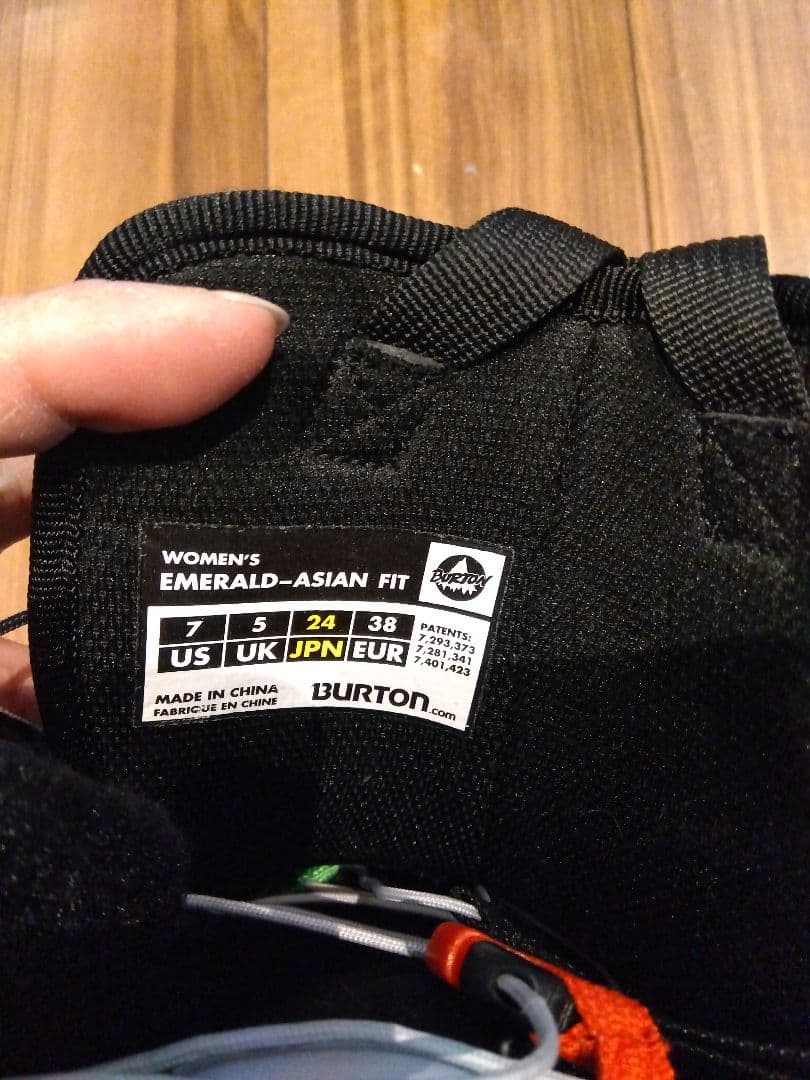 WOMEN'S
EMERALD-ASIAN FIT
BURTON
7 5 24 38
US UK JPN EUR
PATENTS:
7,293,373
7,281,341
7,401,423
MADE IN CHINA
FABRIQUE EN CHINE
BURTON.com